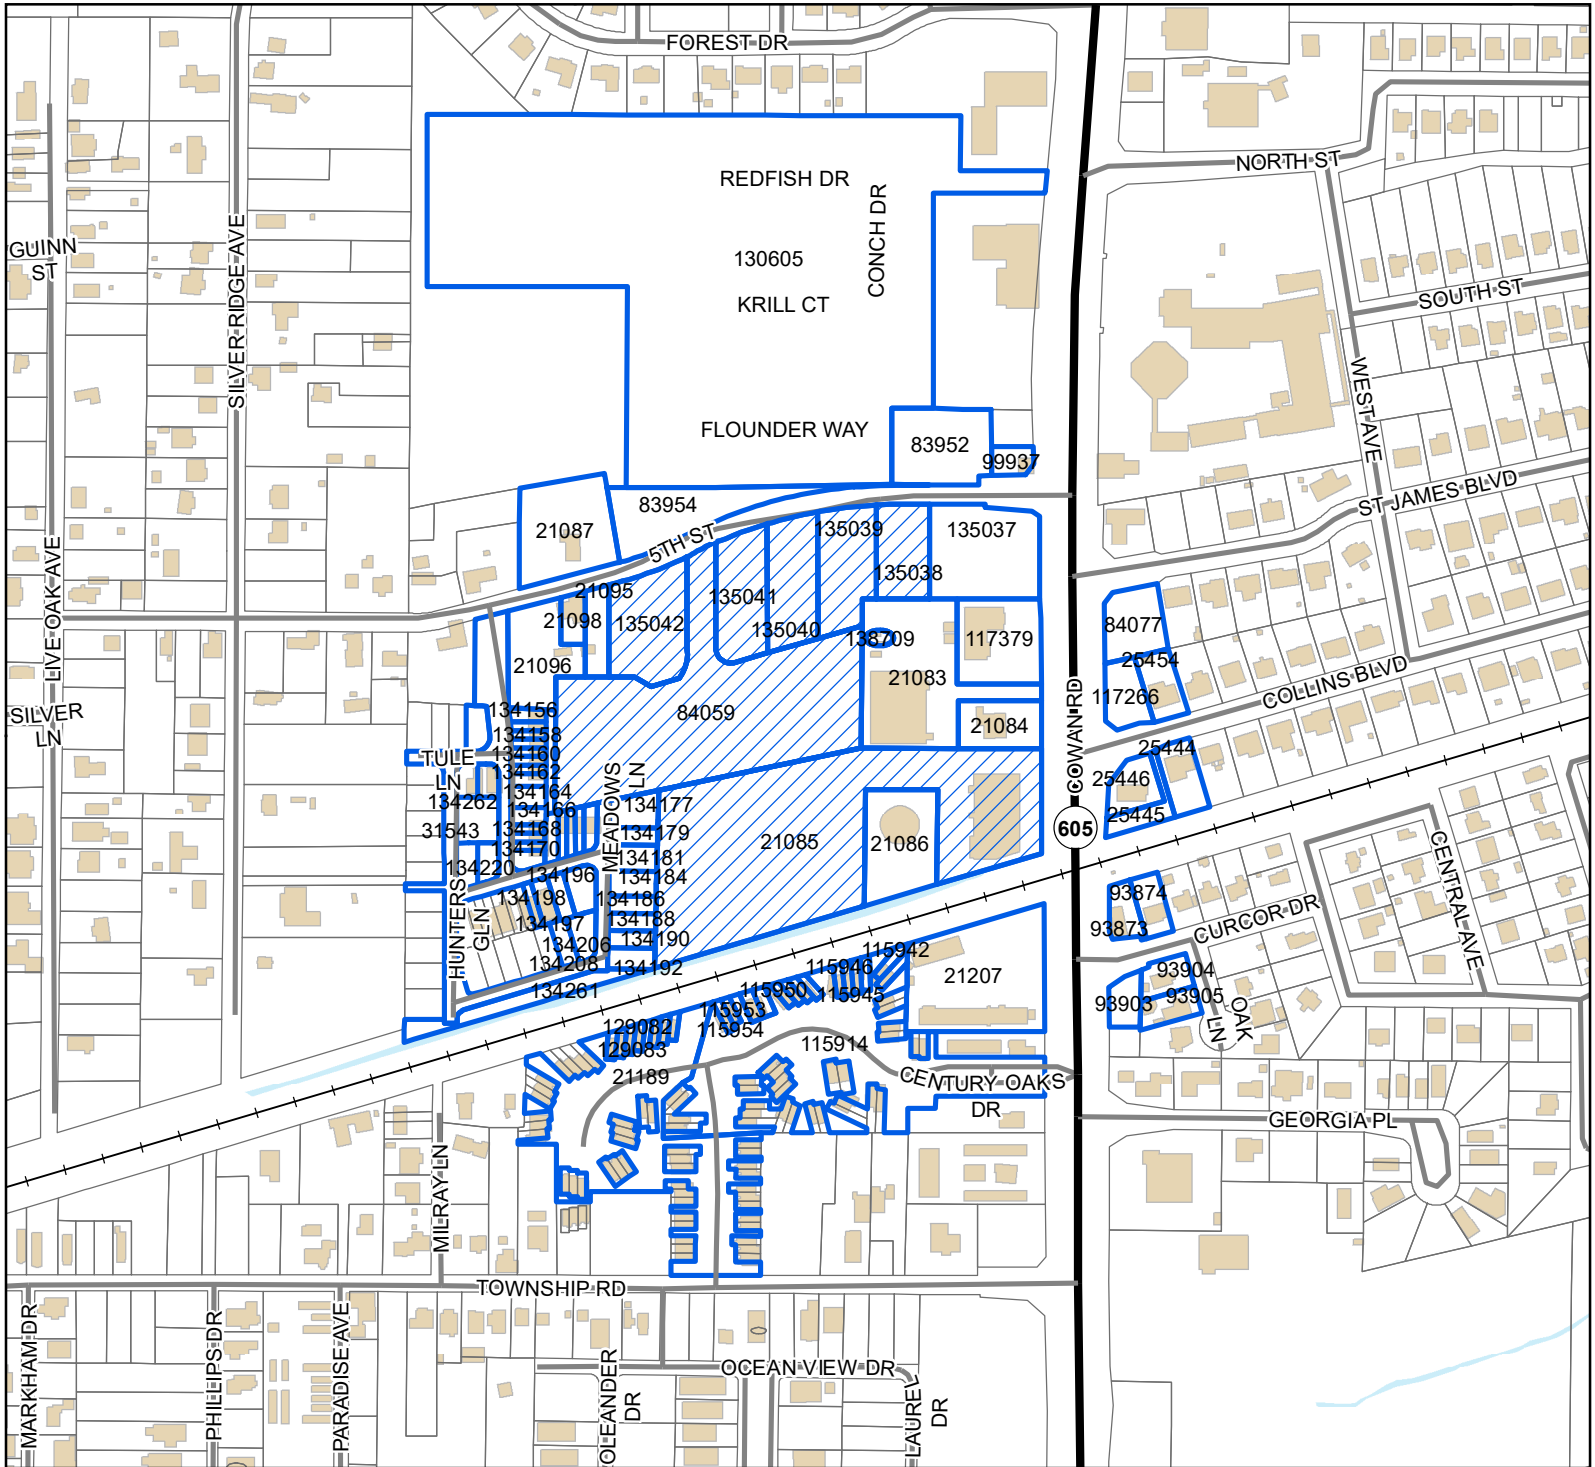 FOREST DR
NORTH ST
REDFISH DR
CONCH DR
130605
KRILL CT
GUINN
ST
SILVER RIDGE AVE
SOUTH ST
WEST AVE
FLOUNDER WAY
83952
99937
ST JAMES BLVD
83954
21087
5TH ST
135039
135037
135038
LIVE OAK AVE
21095
21098
135042
135041
135040
138709
117379
84077
25454
117266
COLLINS BLVD
21096
21083
84059
21084
COWAN RD
SILVER
LN
134156
134158
134160
134162
134164
134166
134168
134170
TULE
LN
134262
31543
134220
MEADOWS
LN
134177
134179
134181
134184
134186
134188
134190
134192
21085
21086
25444
25446
25445
605
CENTRAL AVE
134196
134198
134197
134206
134208
134261
HUNTERS
GLN
93874
93873
CURCOR DR
93904
93905
93903
OAK
LN
115942
115946
115945
115950
115953
115954
21207
129082
129083
21189
115914
CENTURY OAKS
DR
GEORGIA PL
MILRAY LN
TOWNSHIP RD
MARKHAM DR
PHILLIPS DR
PARADISE AVE
OLEANDER
DR
OCEAN VIEW DR
LAUREL
DR